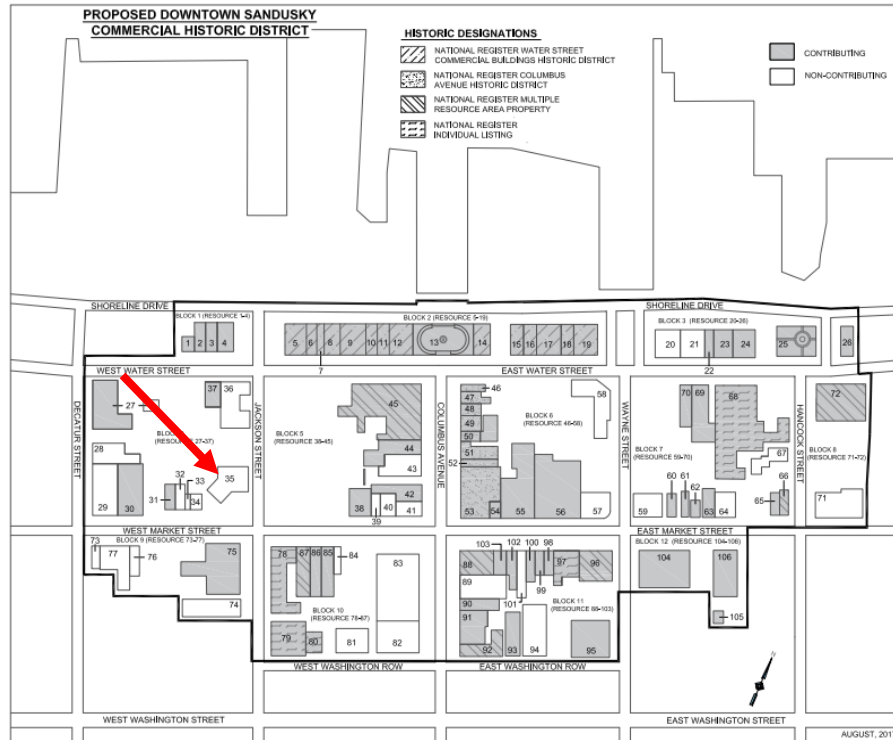 PROPOSED DOWNTOWN SANDUSKY
COMMERCIAL HISTORIC DISTRICT
HISTORIC DESIGNATIONS
NATIONAL REGISTER WATER STREET
COMMERCIAL BUILDINGS HISTORIC DISTRICT
NATIONAL REGISTER COLUMBUS
AVENUE HISTORIC DISTRICT
NATIONAL REGISTER MULTIPLE
RESOURCE AREA PROPERTY
NATIONAL REGISTER
INDIVIDUAL LISTING
CONTRIBUTING
NON-CONTRIBUTING
SHORELINE DRIVE
SHORELINE DRIVE
BLOCK 1 (RESOURCE 1-4)
1 2 3 4
BLOCK 2 (RESOURCE 5-19)
5 6 8 9 10 11 12 13 14 15 16 17 18 19
7
BLOCK 3 (RESOURCE 20-26)
20 21 23 24 25 26
22
WEST WATER STREET
EAST WATER STREET
DECATUR STREET
JACKSON STREET
COLUMBUS AVENUE
WAYNE STREET
HANCOCK STREET
27
37 36
28
32
33
31
34
35
29 30
BLOCK 5
(RESOURCE 38-45)
45
44
43
42
38
40 41
39
46
47
48
49
50
51
52
53 54 55 56 57
58
BLOCK 6
(RESOURCE 46-58)
70 69 68
67
BLOCK 7
(RESOURCE 59-70)
60 61
62
59 63 64
66
65
72
BLOCK 8
(RESOURCE 71-72)
71
WEST MARKET STREET
EAST MARKET STREET
73
BLOCK 9 (RESOURCE 73-77)
77 76 75
74
78 87 86 85 84
83
BLOCK 10
(RESOURCE 78-87)
79 80 81 82
103 102 100 98
88
97 96
89
99
101
90
91
BLOCK 11
(RESOURCE 88-103)
92 93 94 95
BLOCK 12 (RESOURCE 104-106)
104 106
105
WEST WASHINGTON ROW
EAST WASHINGTON ROW
N
WEST WASHINGTON STREET
EAST WASHINGTON STREET
AUGUST, 201